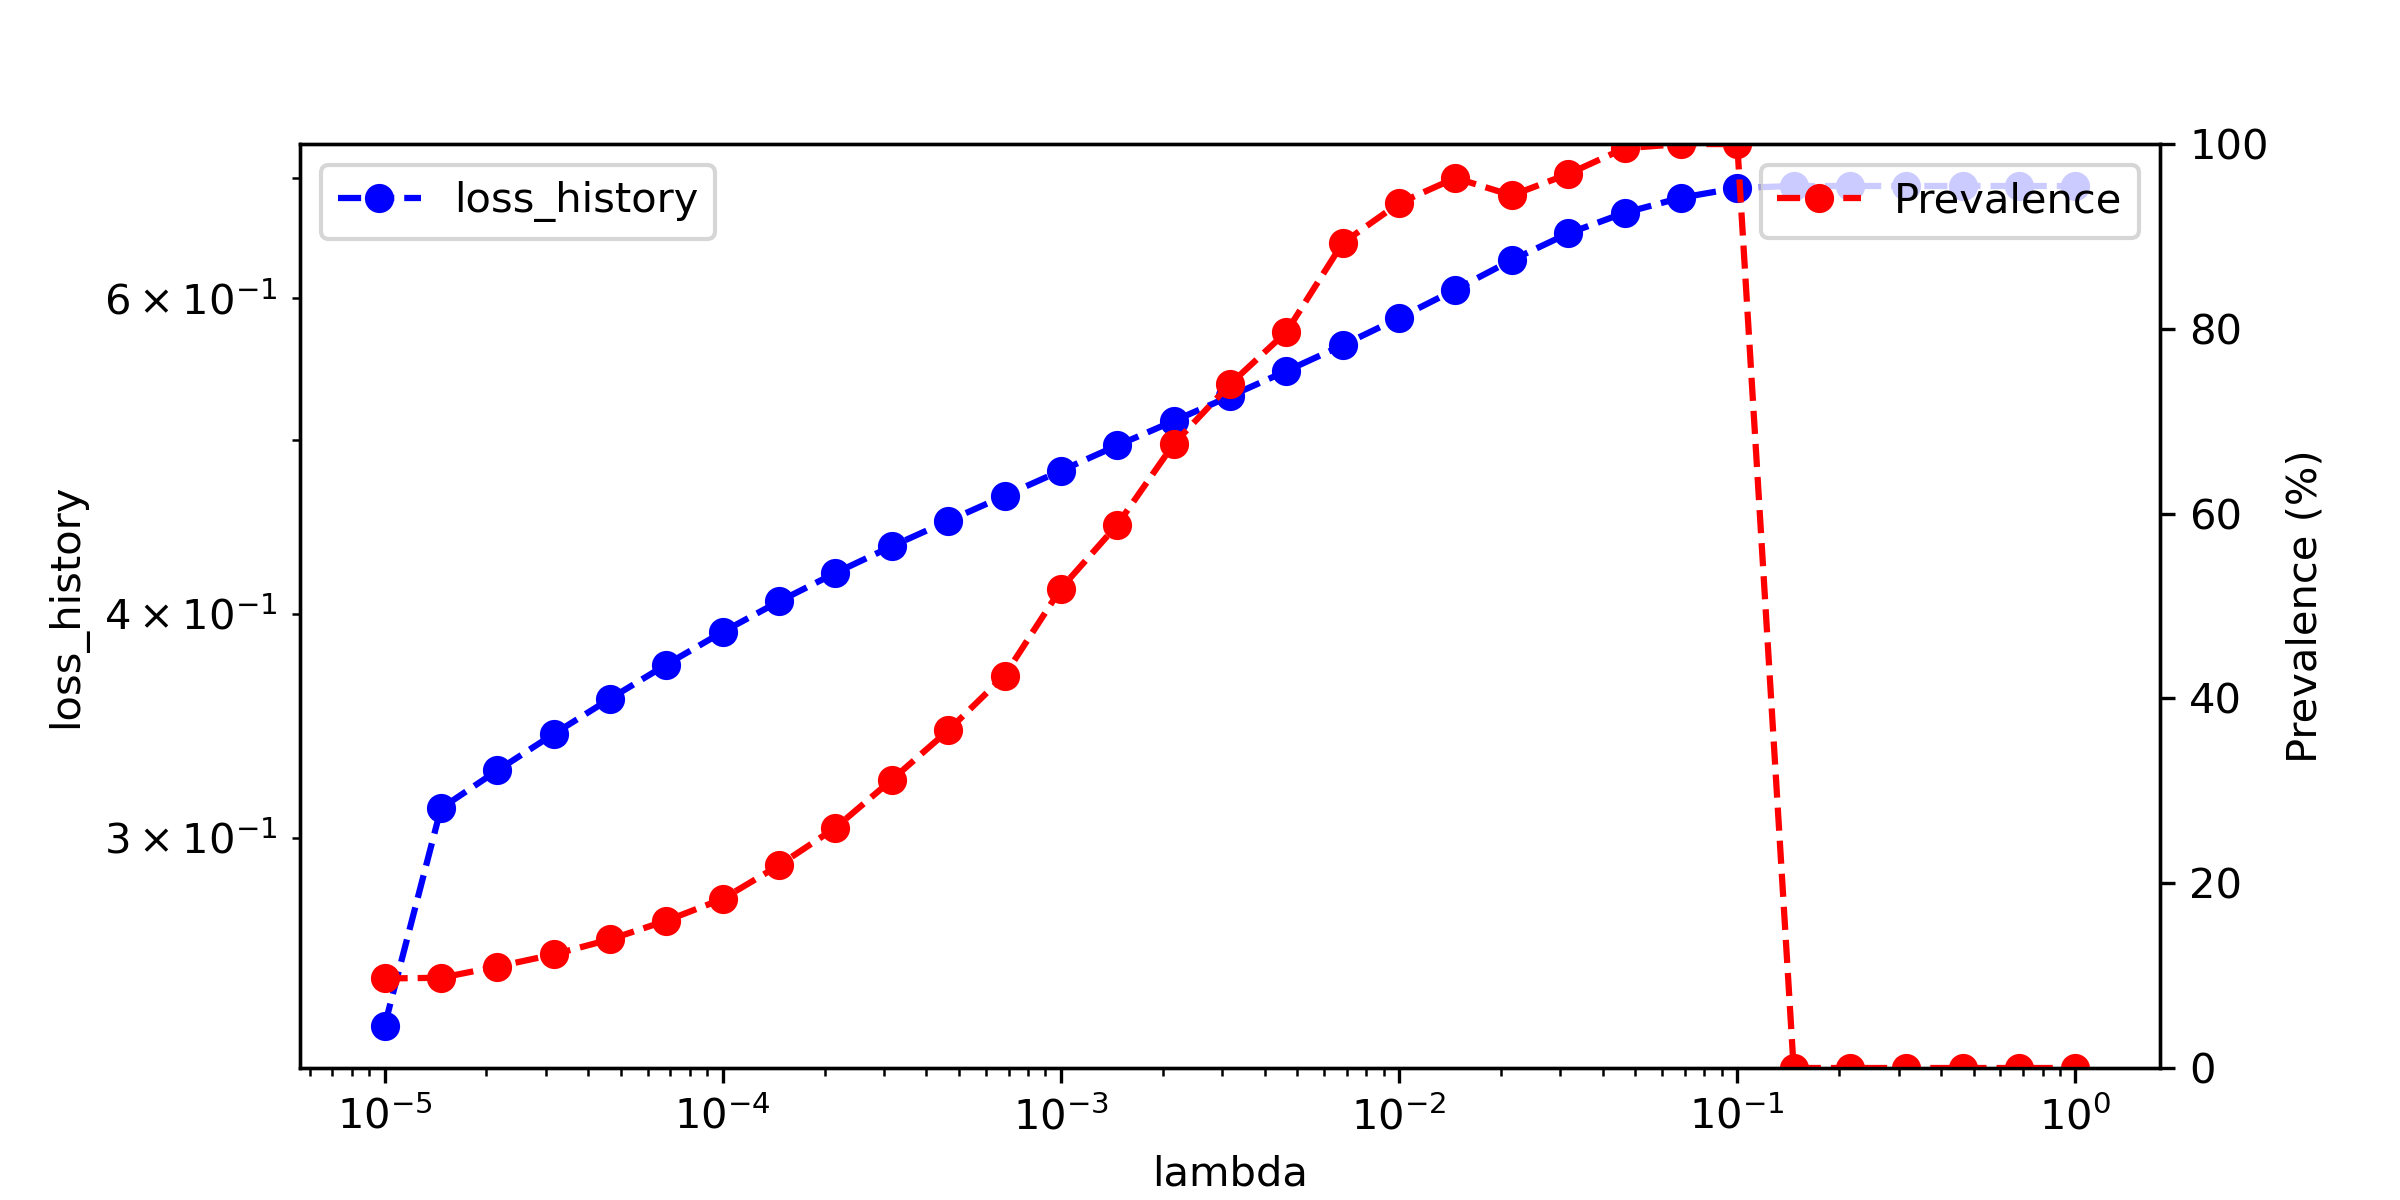 loss_history
Prevalence
6 × 10⁻¹
4 × 10⁻¹
3 × 10⁻¹
loss_history
100
80
60
40
20
0
Prevalence (%)
10⁻⁵ 10⁻⁴ 10⁻³ 10⁻² 10⁻¹ 10⁰
lambda